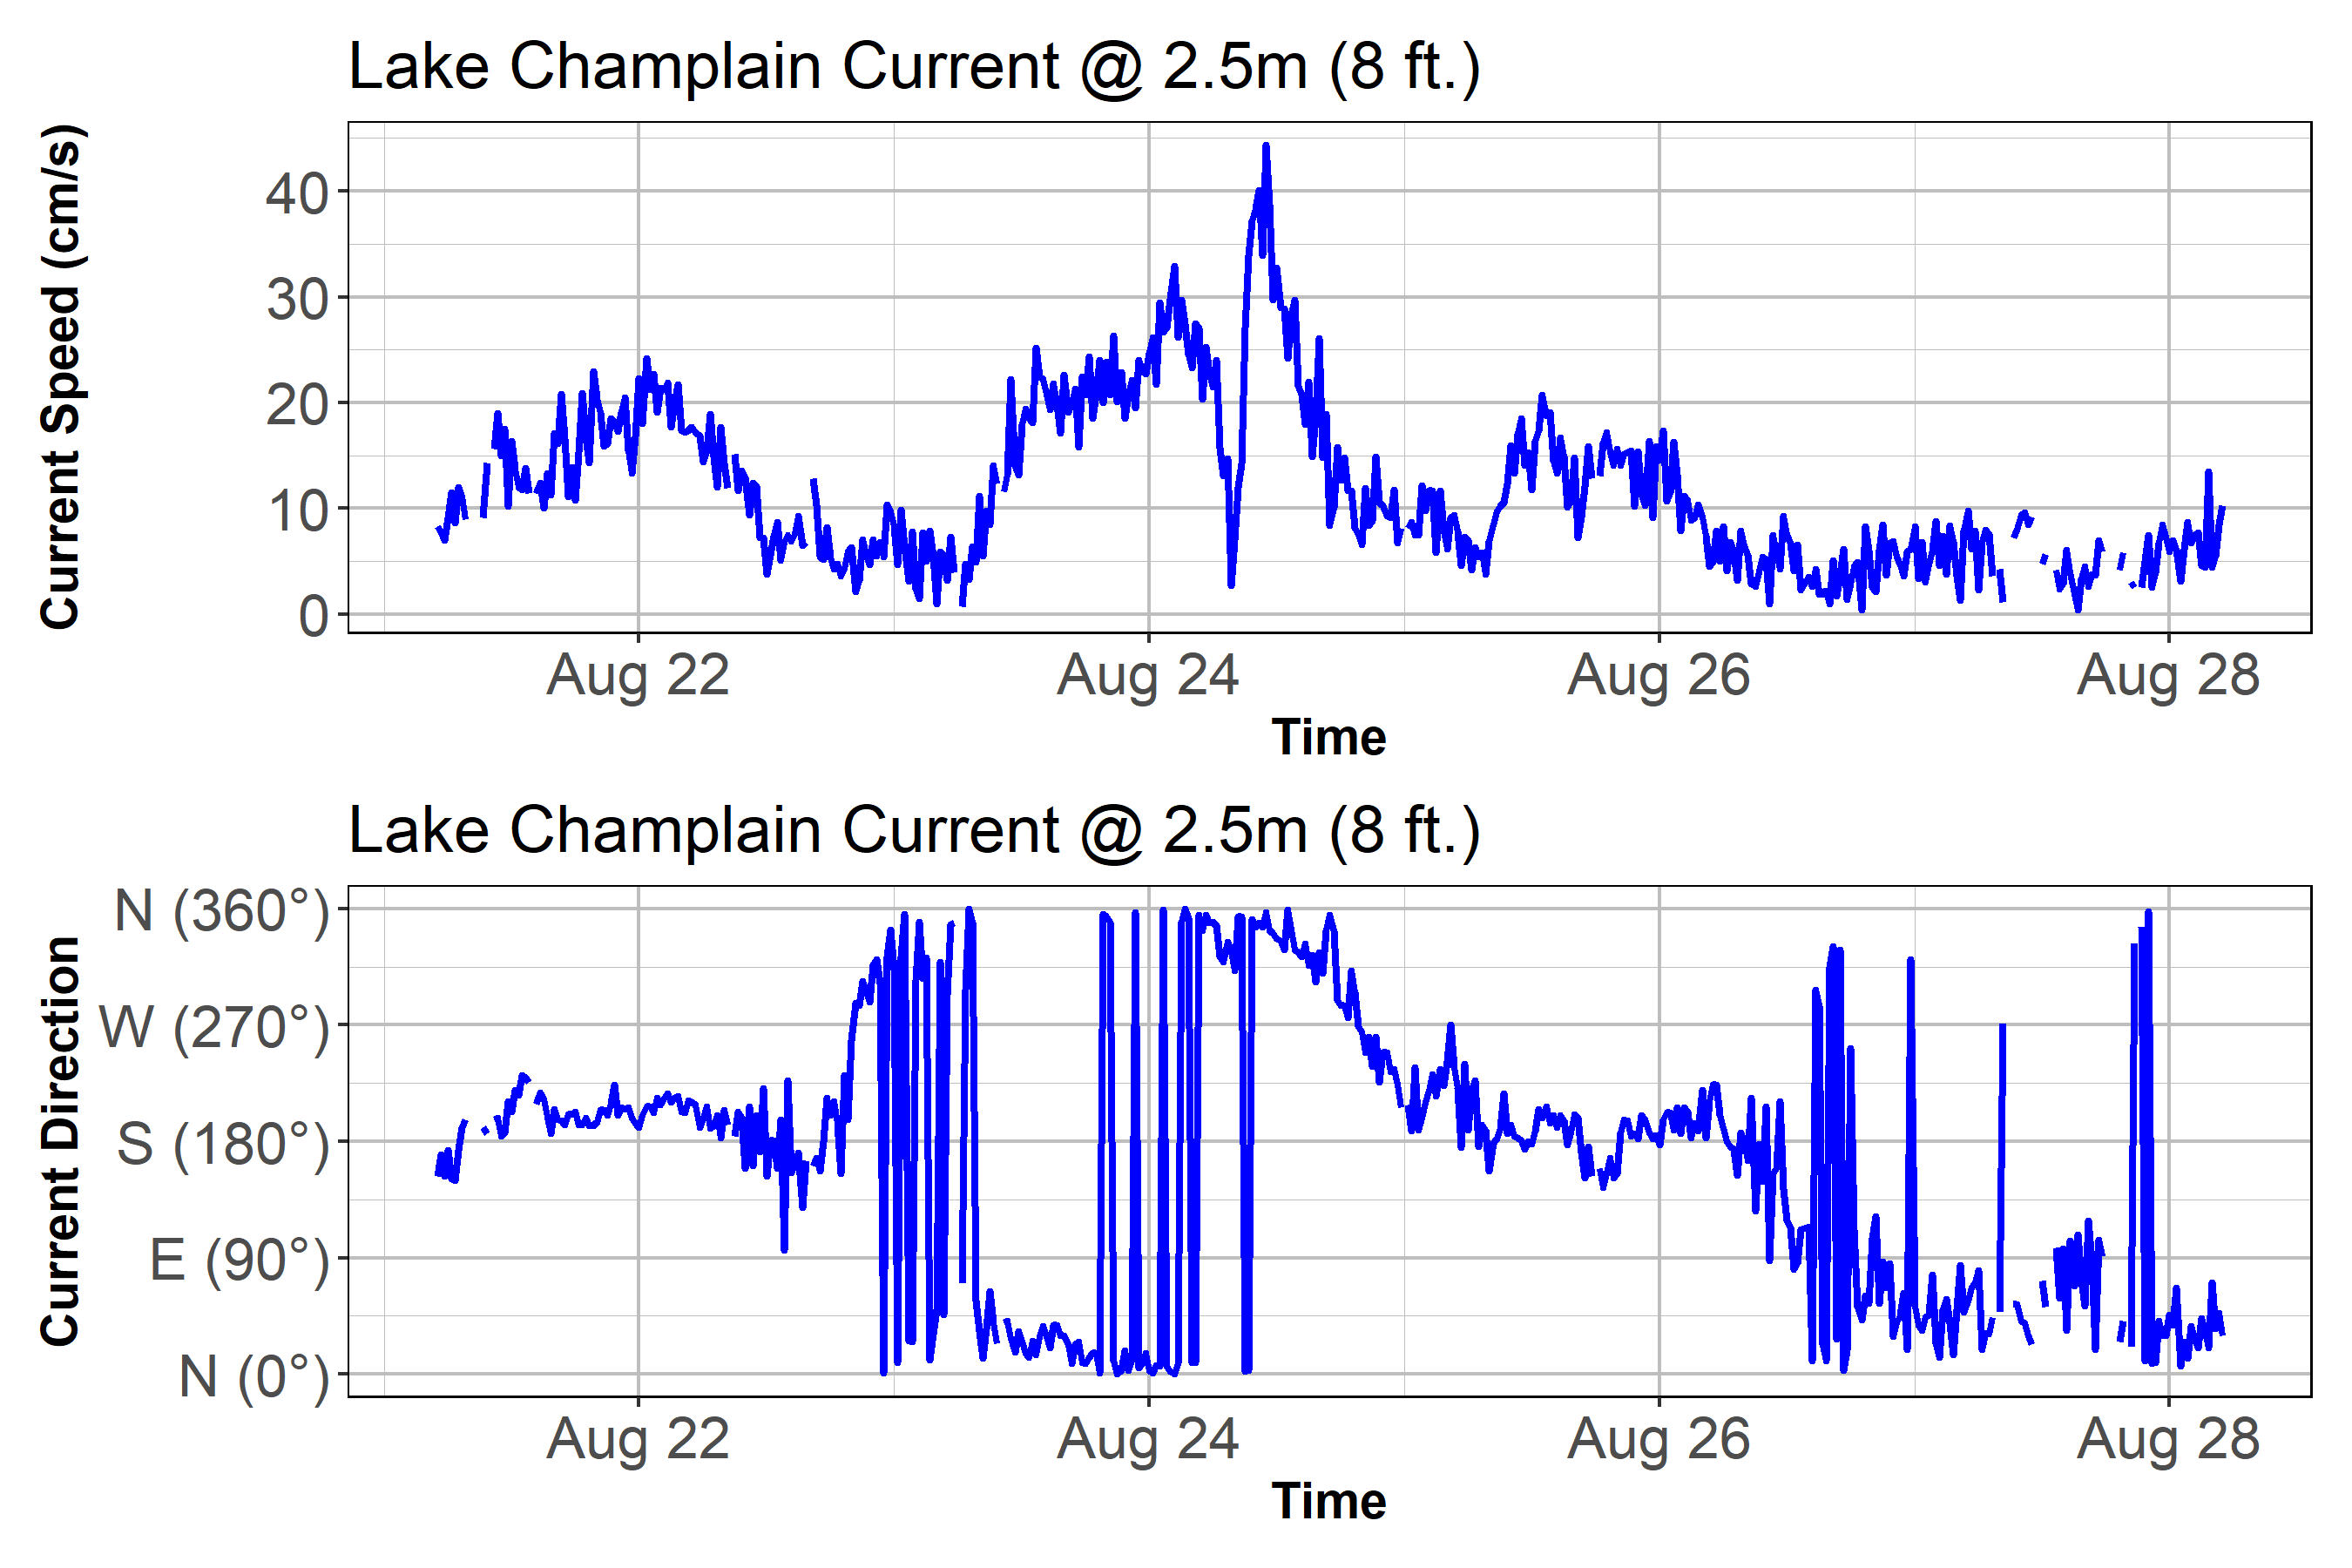 Lake Champlain Current @ 2.5m (8 ft.)
Current Speed (cm/s)
40
30
20
10
0
Aug 22 Aug 24 Aug 26 Aug 28
Time
Lake Champlain Current @ 2.5m (8 ft.)
Current Direction
N (360°)
W (270°)
S (180°)
E (90°)
N (0°)
Aug 22 Aug 24 Aug 26 Aug 28
Time